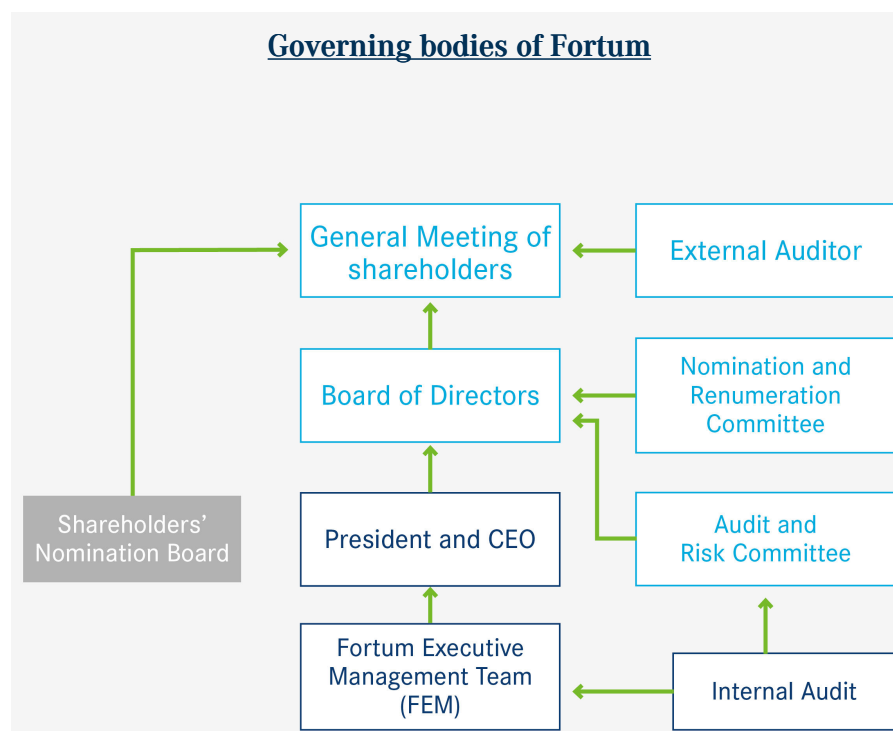 Governing bodies of Fortum
General Meeting of
shareholders
External Auditor
Board of Directors
Nomination and
Renumeration
Committee
Shareholders’
Nomination Board
President and CEO
Audit and
Risk Committee
Fortum Executive
Management Team
(FEM)
Internal Audit